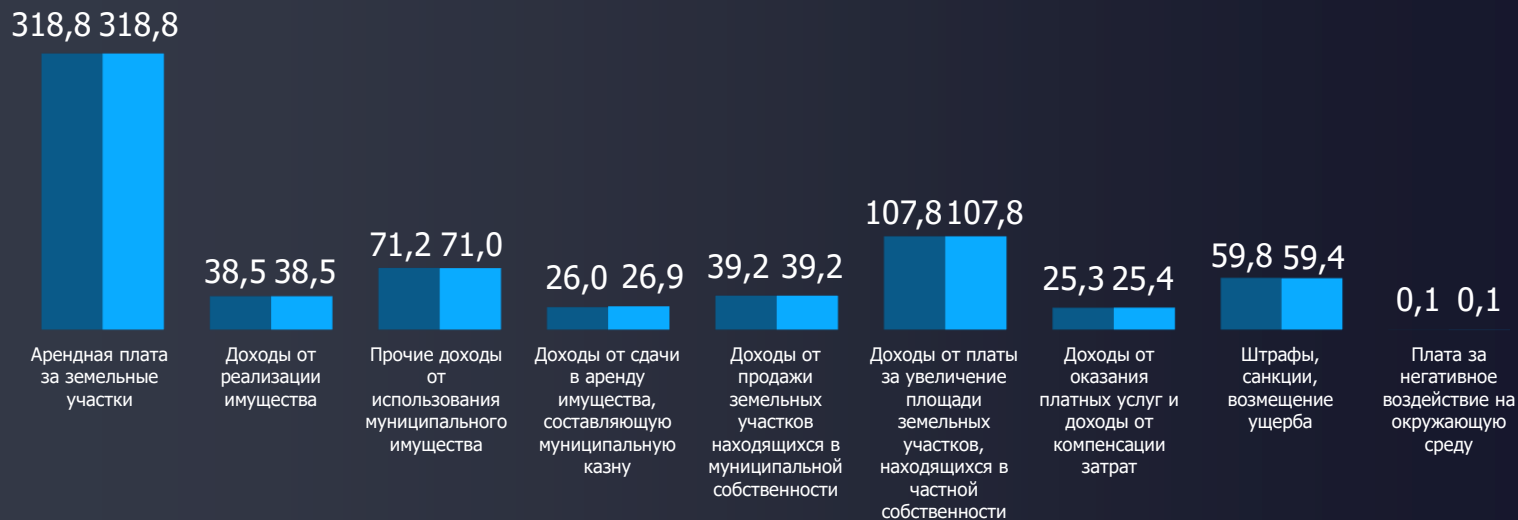 318,8 318,8
Арендная плата
за земельные
участки
38,5 38,5
Доходы от
реализации
имущества
71,2 71,0
Прочие доходы
от
использования
муниципального
имущества
26,0 26,9
Доходы от сдачи
в аренду
имущества,
составляющую
муниципальную
казну
39,2 39,2
Доходы от
продажи
земельных
участков
находящихся в
муниципальной
собственности
107,8 107,8
Доходы от платы
за увеличение
площади
земельных
участков,
находящихся в
частной
собственности
25,3 25,4
Доходы от
оказания
платных услуг и
доходы от
компенсации
затрат
59,8 59,4
Штрафы,
санкции,
возмещение
ущерба
0,1 0,1
Плата за
негативное
воздействие на
окружающую
среду